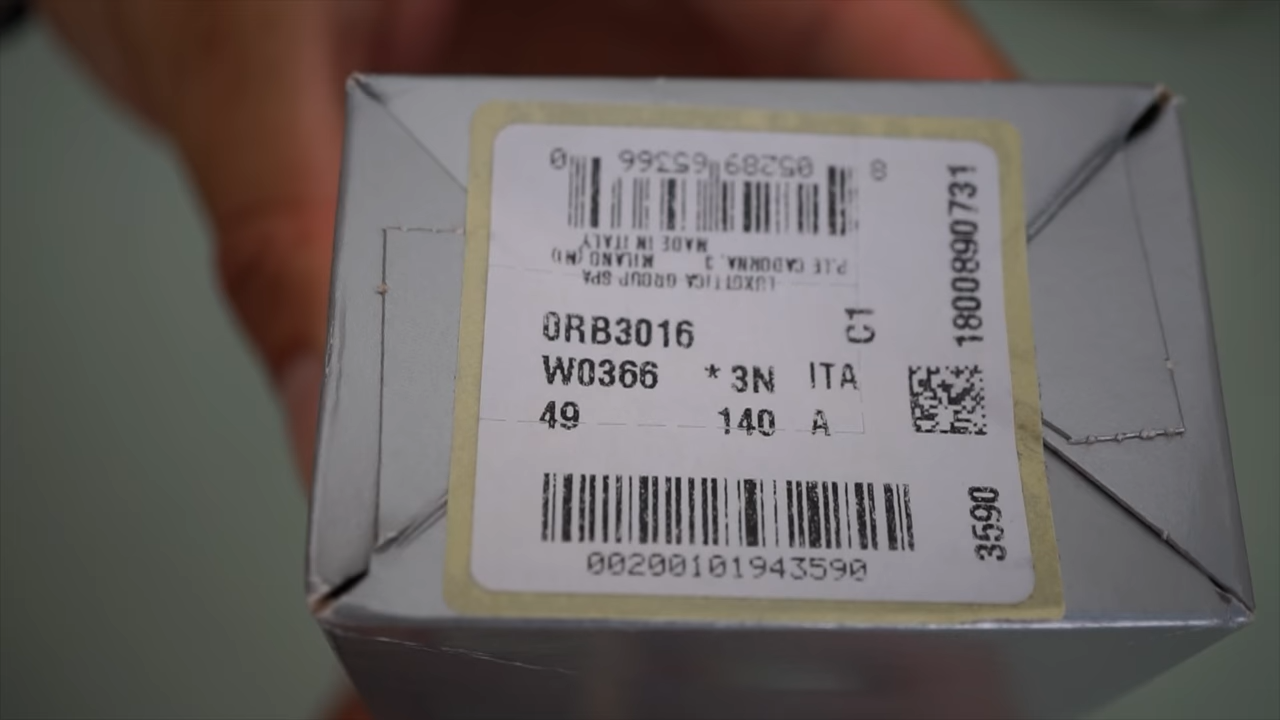 8 05289 65366 0
MADE IN ITALY
P.LE CADORNA, 3 MILANO (MI)
LUXOTTICA GROUP SPA
0RB3016 C1
W0366 *3N ITA
49 140 A
00200101943590
1800890731
3590